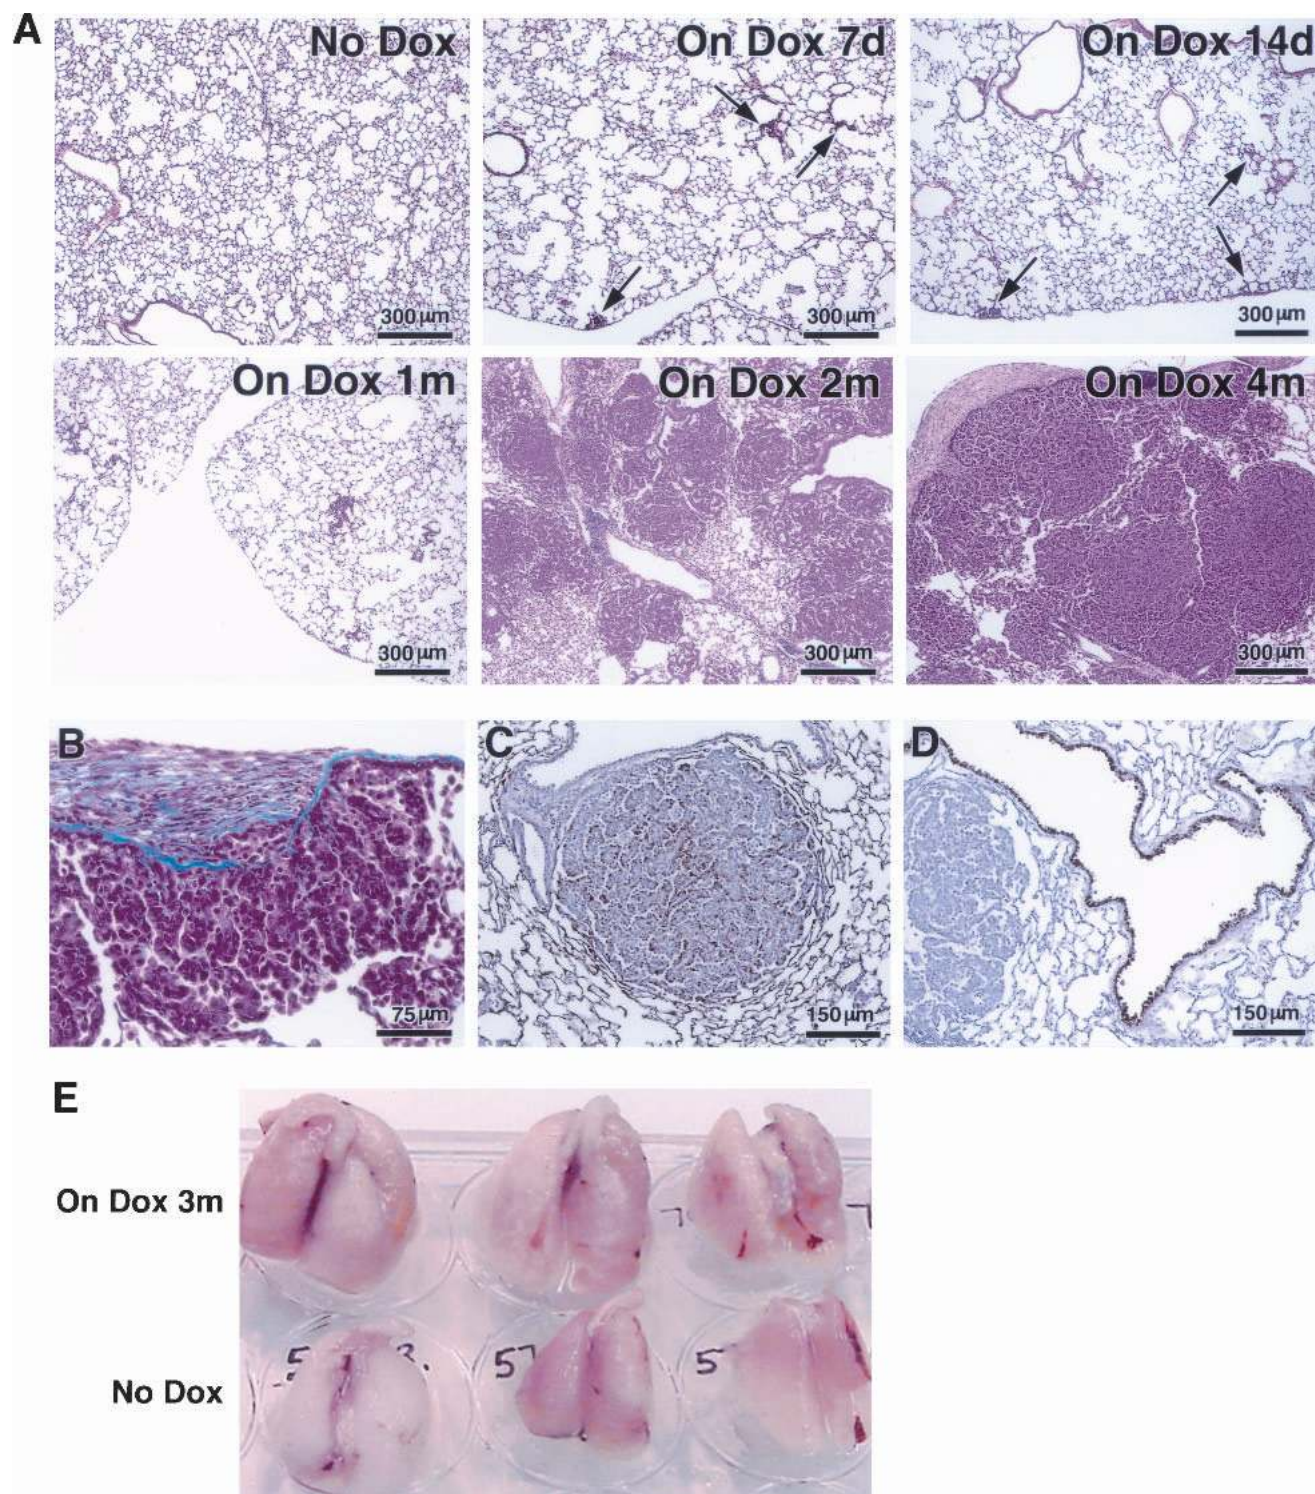 A
No Dox
On Dox 7d
On Dox 14d
300 μm
300 μm
300 μm
On Dox 1m
On Dox 2m
On Dox 4m
300 μm
300 μm
300 μm
B
C
D
75 μm
150 μm
150 μm
E
On Dox 3m
No Dox
57
5